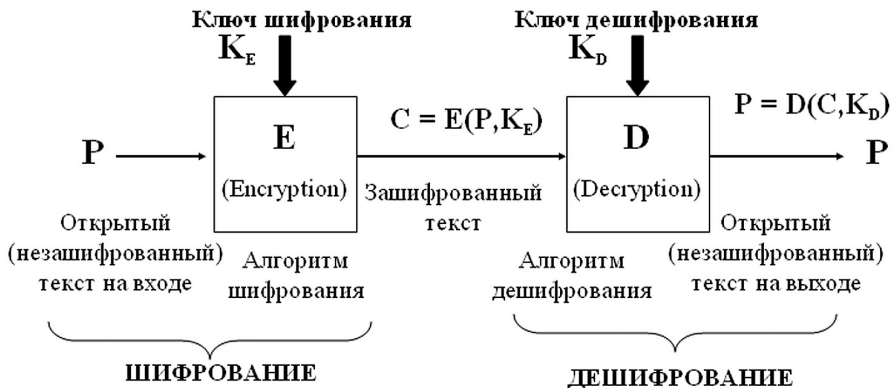 Ключ шифрования
K_E
E
(Encryption)
P
Открытый
(незашифрованный)
текст на входе
Алгоритм
шифрования
C = E(P,K_E)
Зашифрованный
текст
Ключ дешифрования
K_D
D
(Decryption)
Алгоритм
дешифрования
P = D(C,K_D)
P
Открытый
(незашифрованный)
текст на выходе
ШИФРОВАНИЕ
ДЕШИФРОВАНИЕ